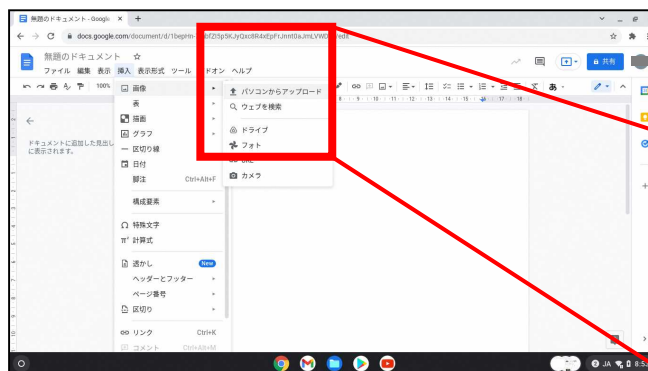 無題のドキュメント - Google
docs.google.com/document/d/1bepHn-
無題のドキュメント
共有
ファイル 編集 表示 挿入 表示形式 ツール
ドオン ヘルプ
100%
画像
パソコンからアップロード
表
ウェブを検索
描画
グラフ
ドライブ
区切り線
フォト
日付
脚注 Ctrl+Alt+F
カメラ
ドキュメントに追加した見出し
に表示されます。
構成要素
特殊文字
π² 計算式
透かし New
ヘッダーとフッター
ページ番号
区切り
リンク Ctrl+K
コメント Ctrl+Alt+M
JA